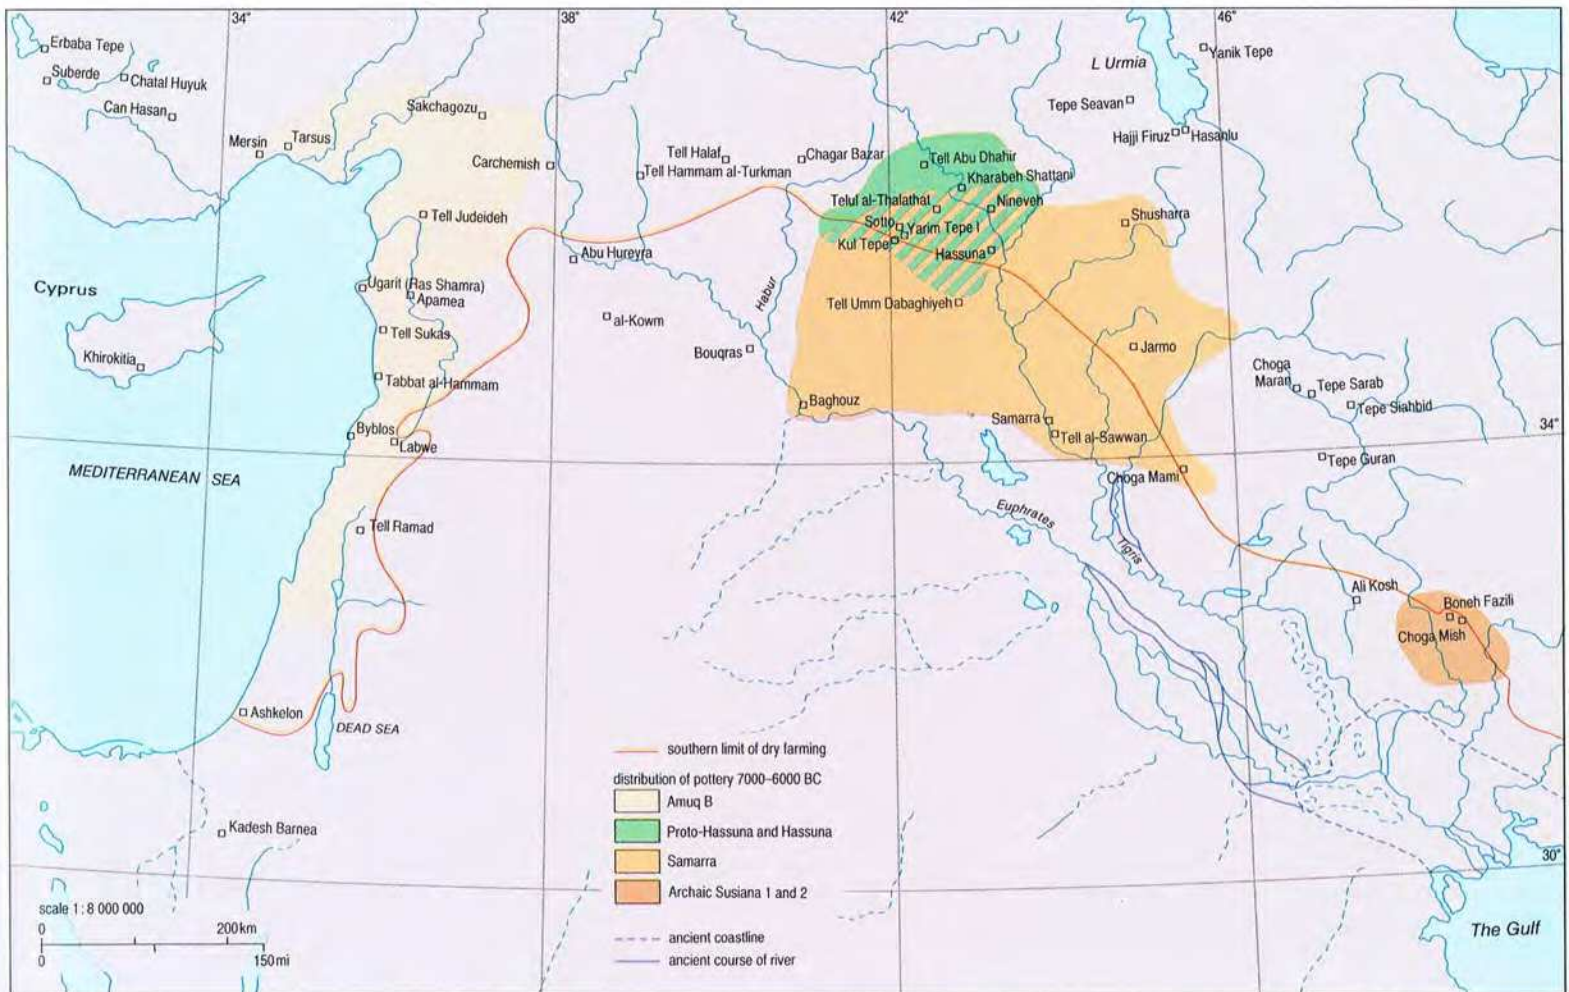 34°
38°
42°
46°
Erbaba Tepe
Suberde
Chatal Huyuk
Can Hasan
Mersin
Tarsus
Sakchagozu
Carchemish
Tell Halaf
Tell Hammam al-Turkman
Chagar Bazar
Tell Abu Dhahir
Kharabeh Shattani
Telul al-Thalathat
Nineveh
Sotto
Yarim Tepe I
Kul Tepe
Hassuna
Tell Umm Dabaghiyeh
L Urmia
Yanik Tepe
Tepe Seavan
Hajji Firuz
Hasanlu
Shusharra
Tell Judeideh
Abu Hureyra
Cyprus
Khirokitia
Ugarit (Ras Shamra)
Apamea
Tell Sukas
Tabbat al-Hammam
al-Kowm
Habur
Bouqras
Baghouz
Jarmo
Samarra
Tell al-Sawwan
Choga Mami
Choga
Maran
Tepe Sarab
Tepe Siahbid
34°
Tepe Guran
Byblos
Labwe
MEDITERRANEAN SEA
Tell Ramad
Euphrates
Tigris
Ali Kosh
Boneh Fazili
Choga Mish
Ashkelon
DEAD SEA
Kadesh Barnea
30°
The Gulf
southern limit of dry farming
distribution of pottery 7000–6000 BC
Amuq B
Proto-Hassuna and Hassuna
Samarra
Archaic Susiana 1 and 2
ancient coastline
ancient course of river
scale 1 : 8 000 000
0 200km
0 150mi